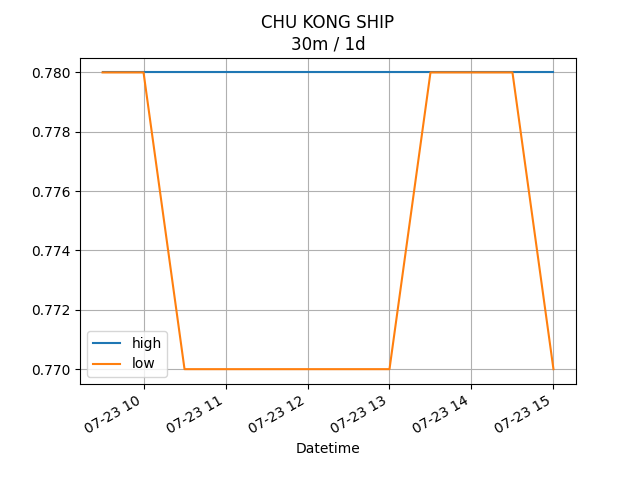 CHU KONG SHIP
30m / 1d
0.780
0.778
0.776
0.774
0.772
0.770
high
low
07-23 10
07-23 11
07-23 12
07-23 13
07-23 14
07-23 15
Datetime